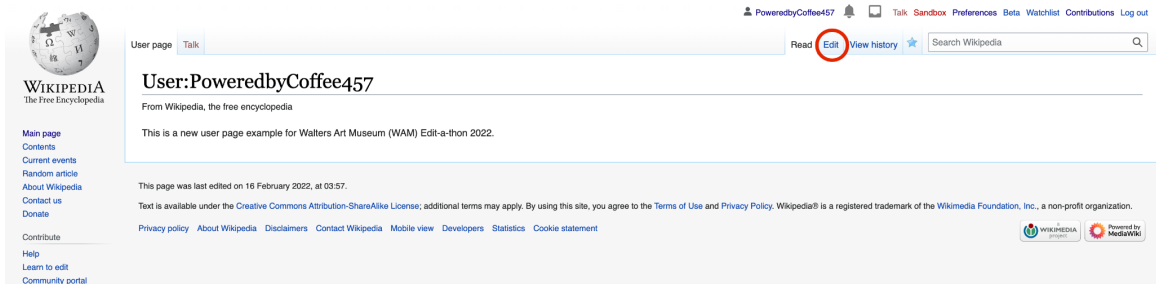 PoweredbyCoffee457 Talk Sandbox Preferences Beta Watchlist Contributions Log out
User page Talk Read Edit View history Search Wikipedia
WIKIPEDIA
The Free Encyclopedia
User:PoweredbyCoffee457
From Wikipedia, the free encyclopedia
This is a new user page example for Walters Art Museum (WAM) Edit-a-thon 2022.
Main page
Contents
Current events
Random article
About Wikipedia
Contact us
Donate
Contribute
Help
Learn to edit
Community portal
This page was last edited on 16 February 2022, at 03:57.
Text is available under the Creative Commons Attribution-ShareAlike License; additional terms may apply. By using this site, you agree to the Terms of Use and Privacy Policy. Wikipedia® is a registered trademark of the Wikimedia Foundation, Inc., a non-profit organization.
Privacy policy About Wikipedia Disclaimers Contact Wikipedia Mobile view Developers Statistics Cookie statement
A
WIKIMEDIA
project
Powered by
MediaWiki